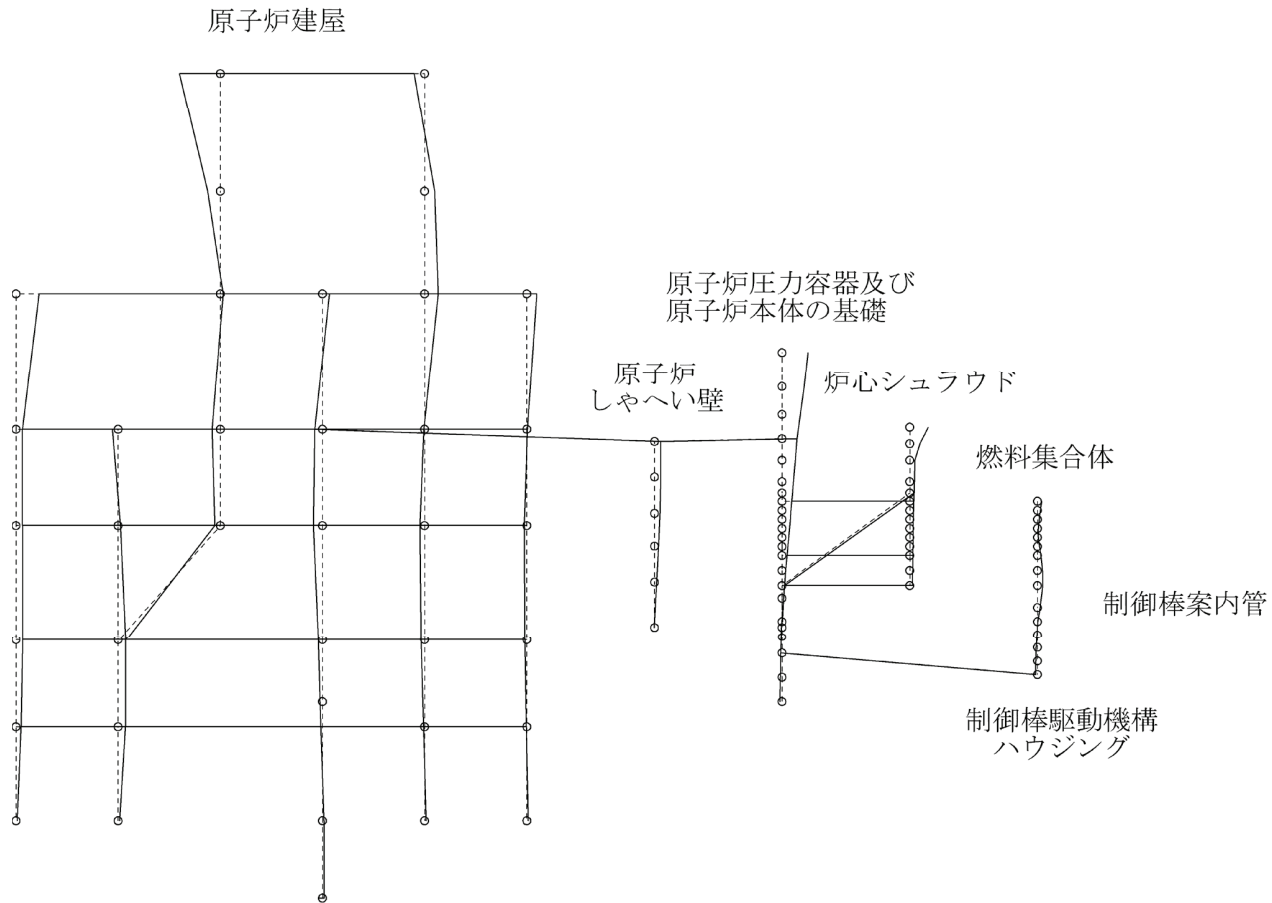 原子炉建屋
原子炉圧力容器及び
原子炉本体の基礎
原子炉
しゃへい壁
炉心シュラウド
燃料集合体
制御棒案内管
制御棒駆動機構
ハウジング